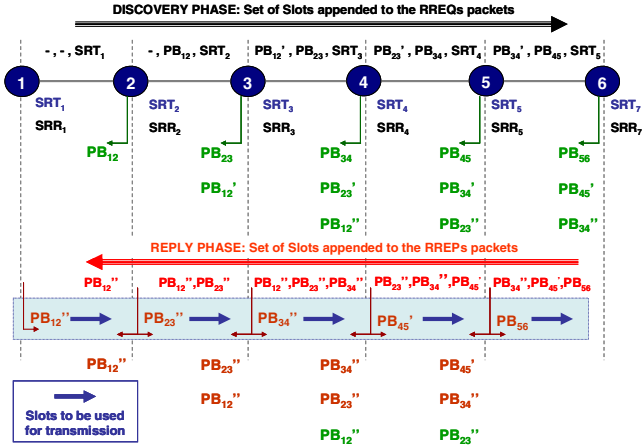 DISCOVERY PHASE: Set of Slots appended to the RREQs packets
-, -, SRT1 -, PB12, SRT2 PB12', PB23, SRT3 PB23', PB34, SRT4 PB34', PB45, SRT5
1 2 3 4 5 6
SRT1 SRT2 SRT3 SRT4 SRT5 SRT7
SRR1 SRR2 SRR3 SRR4 SRR5 SRR7
PB12 PB23 PB34 PB45 PB56
PB12' PB23' PB34' PB45'
PB12'' PB23'' PB34''
REPLY PHASE: Set of Slots appended to the RREPs packets
PB12'' PB12'',PB23'' PB12'',PB23'',PB34'' PB23'',PB34'',PB45' PB34'',PB45',PB56
PB12'' PB23'' PB34'' PB45' PB56
PB12'' PB23'' PB34'' PB45'
PB12'' PB23'' PB34''
PB12'' PB23''
Slots to be used
for transmission